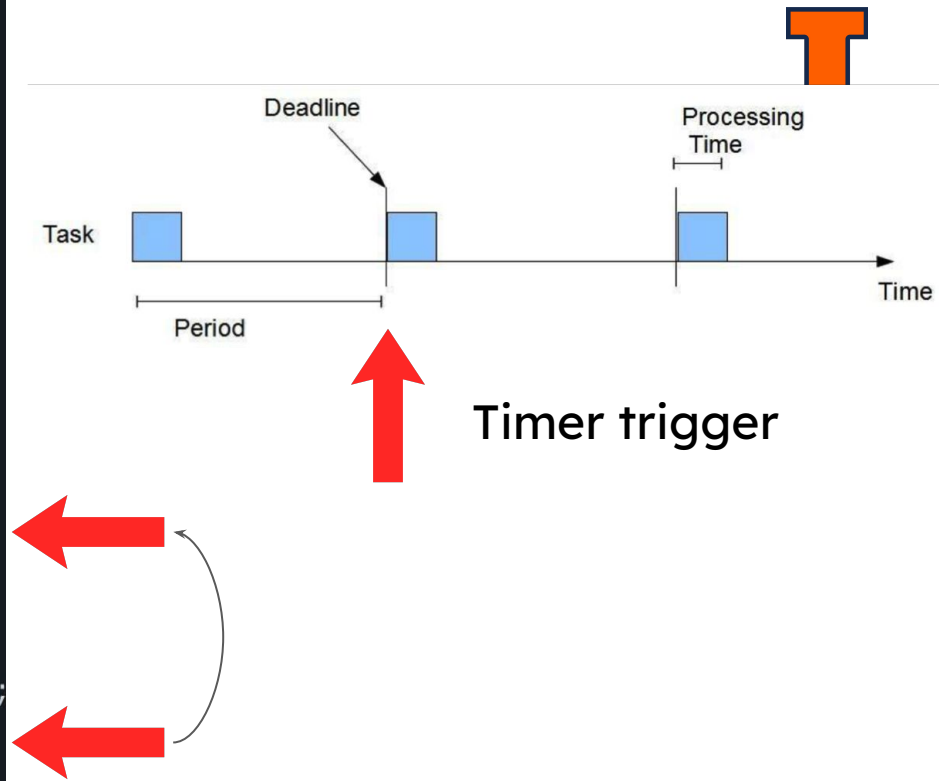 Deadline
Processing
Time
Task
Time
Period
Timer trigger
;